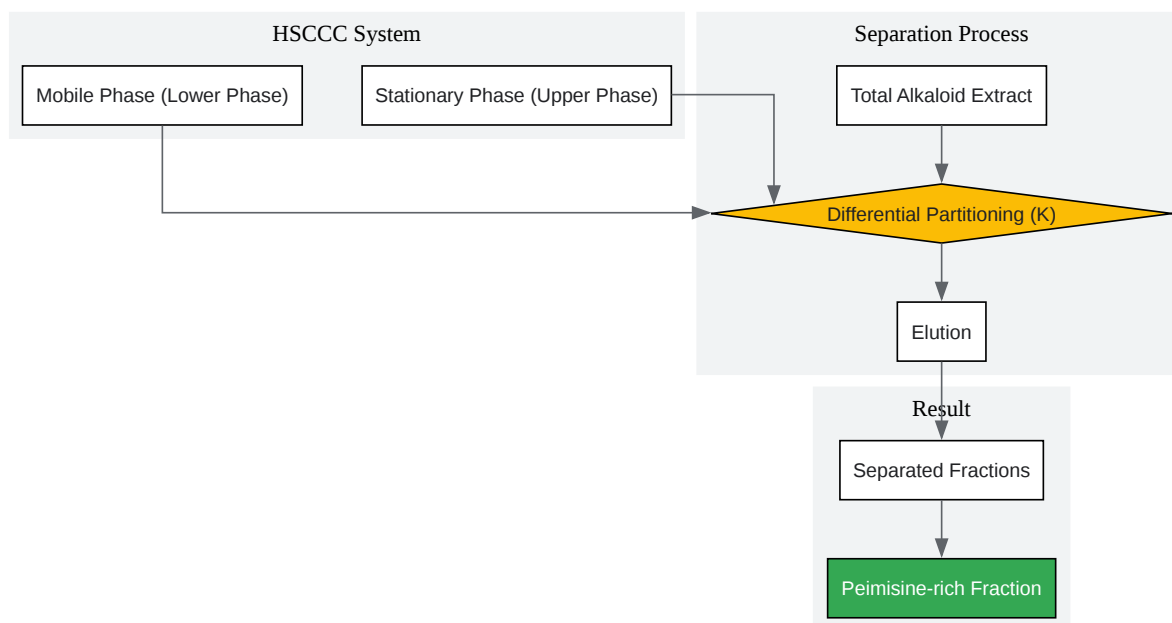 HSCCC System
Separation Process
Mobile Phase (Lower Phase)
Stationary Phase (Upper Phase)
Total Alkaloid Extract
Differential Partitioning (K)
Elution
Result
Separated Fractions
Peimisine-rich Fraction